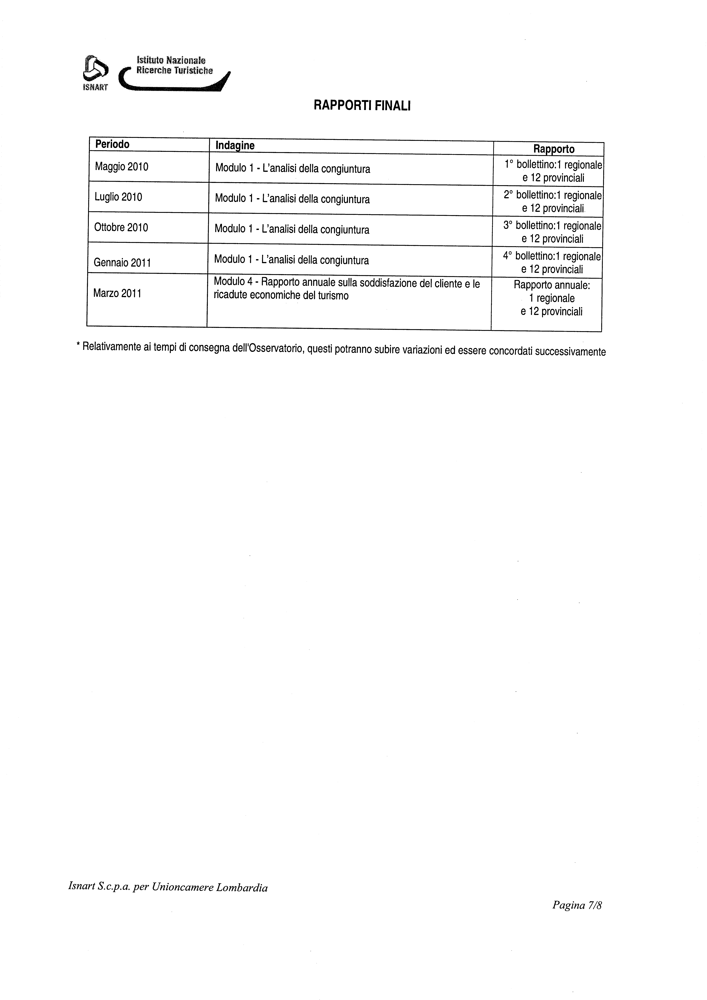 Istituto Nazionale
Ricerche Turistiche
ISNART
RAPPORTI FINALI
Periodo Indagine Rapporto
Maggio 2010 Modulo 1 - L'analisi della congiuntura 1° bollettino:1 regionale
e 12 provinciali
Luglio 2010 Modulo 1 - L'analisi della congiuntura 2° bollettino:1 regionale
e 12 provinciali
Ottobre 2010 Modulo 1 - L'analisi della congiuntura 3° bollettino:1 regionale
e 12 provinciali
Gennaio 2011 Modulo 1 - L'analisi della congiuntura 4° bollettino:1 regionale
e 12 provinciali
Marzo 2011 Modulo 4 - Rapporto annuale sulla soddisfazione del cliente e le
ricadute economiche del turismo
Rapporto annuale:
1 regionale
e 12 provinciali
* Relativamente ai tempi di consegna dell'Osservatorio, questi potranno subire variazioni ed essere concordati successivamente
Isnart S.c.p.a. per Unioncamere Lombardia
Pagina 7/8